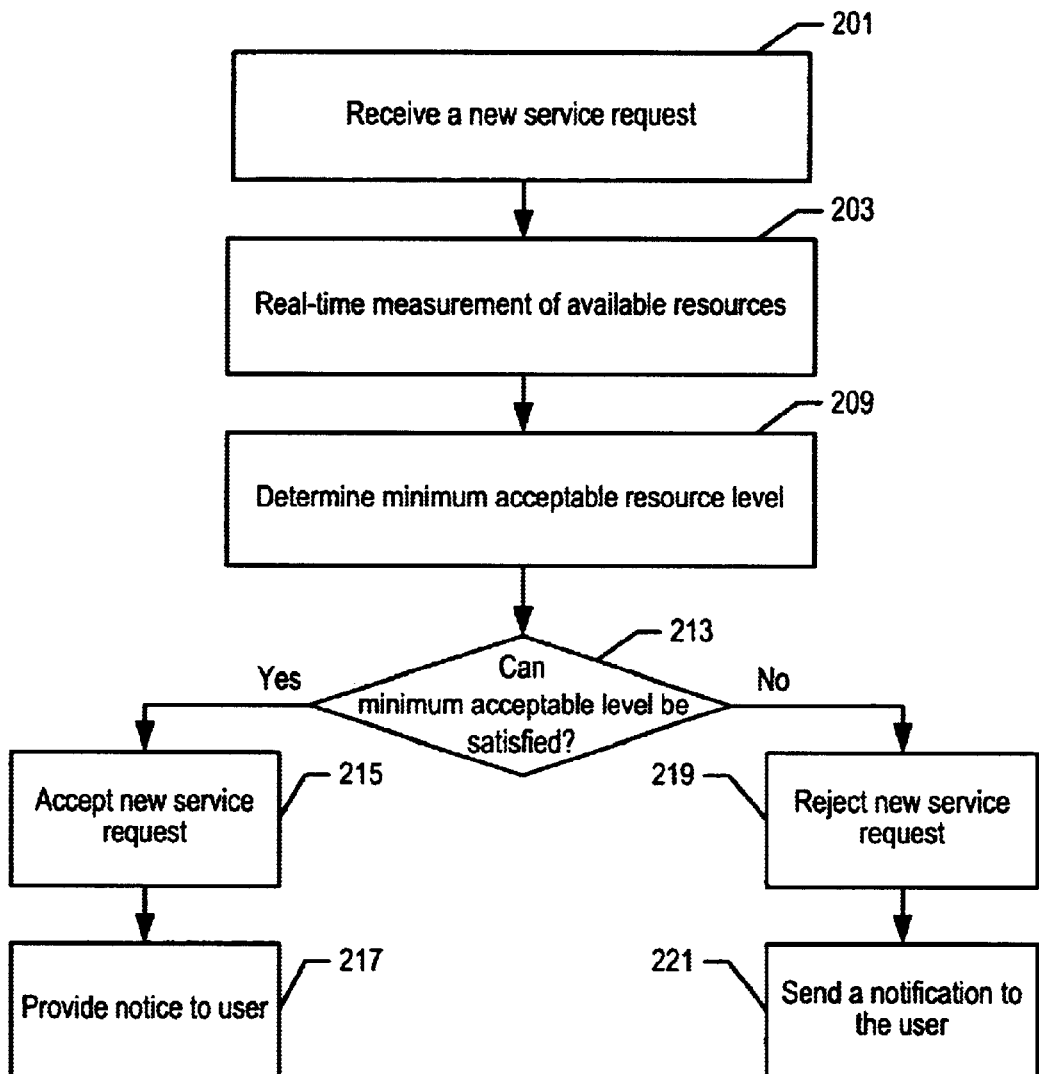 201
Receive a new service request
203
Real-time measurement of available resources
209
Determine minimum acceptable resource level
213
Can
minimum acceptable level be
satisfied?
Yes
No
215
Accept new service
request
219
Reject new service
request
217
Provide notice to user
221
Send a notification to
the user